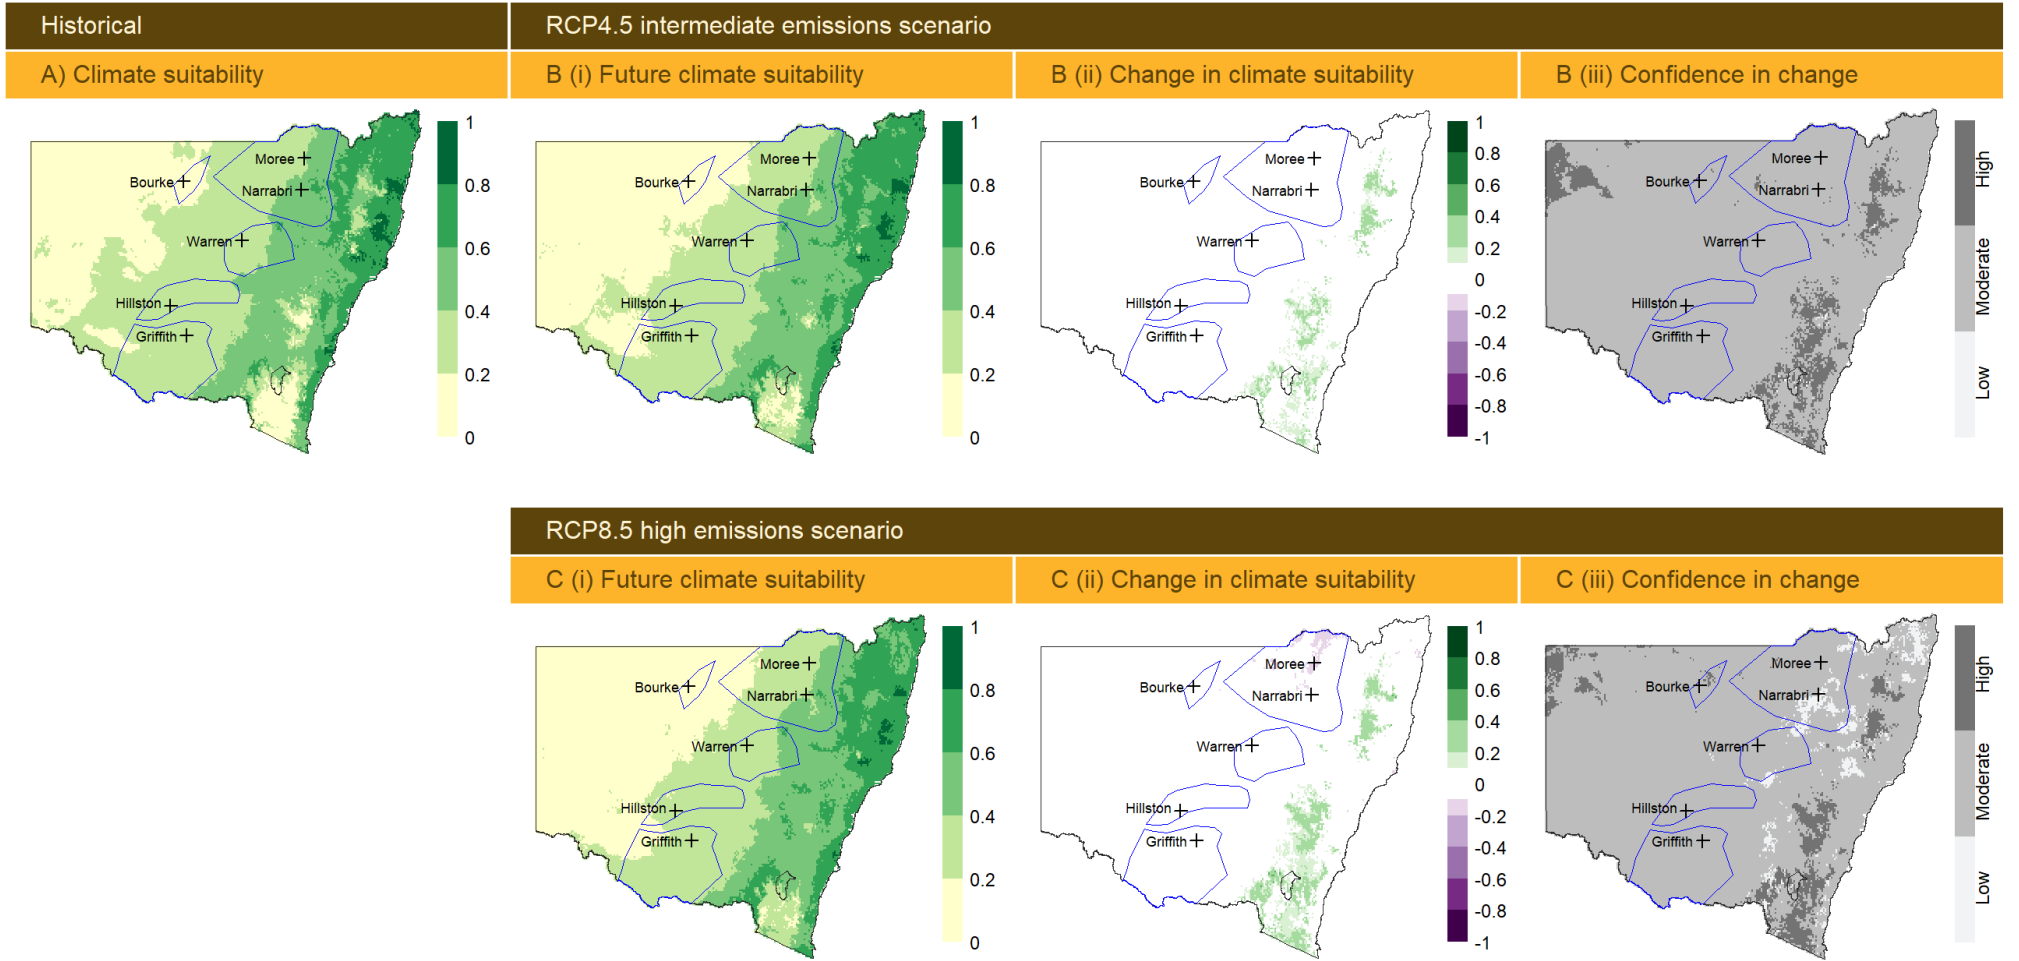 Historical
RCP4.5 intermediate emissions scenario
A) Climate suitability
B (i) Future climate suitability
B (ii) Change in climate suitability
B (iii) Confidence in change
Bourke
Moree
Narrabri
Warren
Hillston
Griffith
1
0.8
0.6
0.4
0.2
0
Bourke
Moree
Narrabri
Warren
Hillston
Griffith
1
0.8
0.6
0.4
0.2
0
Bourke
Moree
Narrabri
Warren
Hillston
Griffith
1
0.8
0.6
0.4
0.2
0
-0.2
-0.4
-0.6
-0.8
-1
Bourke
Moree
Narrabri
Warren
Hillston
Griffith
High
Moderate
Low
RCP8.5 high emissions scenario
C (i) Future climate suitability
C (ii) Change in climate suitability
C (iii) Confidence in change
Bourke
Moree
Narrabri
Warren
Hillston
Griffith
1
0.8
0.6
0.4
0.2
0
Bourke
Moree
Narrabri
Warren
Hillston
Griffith
1
0.8
0.6
0.4
0.2
0
-0.2
-0.4
-0.6
-0.8
-1
Bourke
Moree
Narrabri
Warren
Hillston
Griffith
High
Moderate
Low